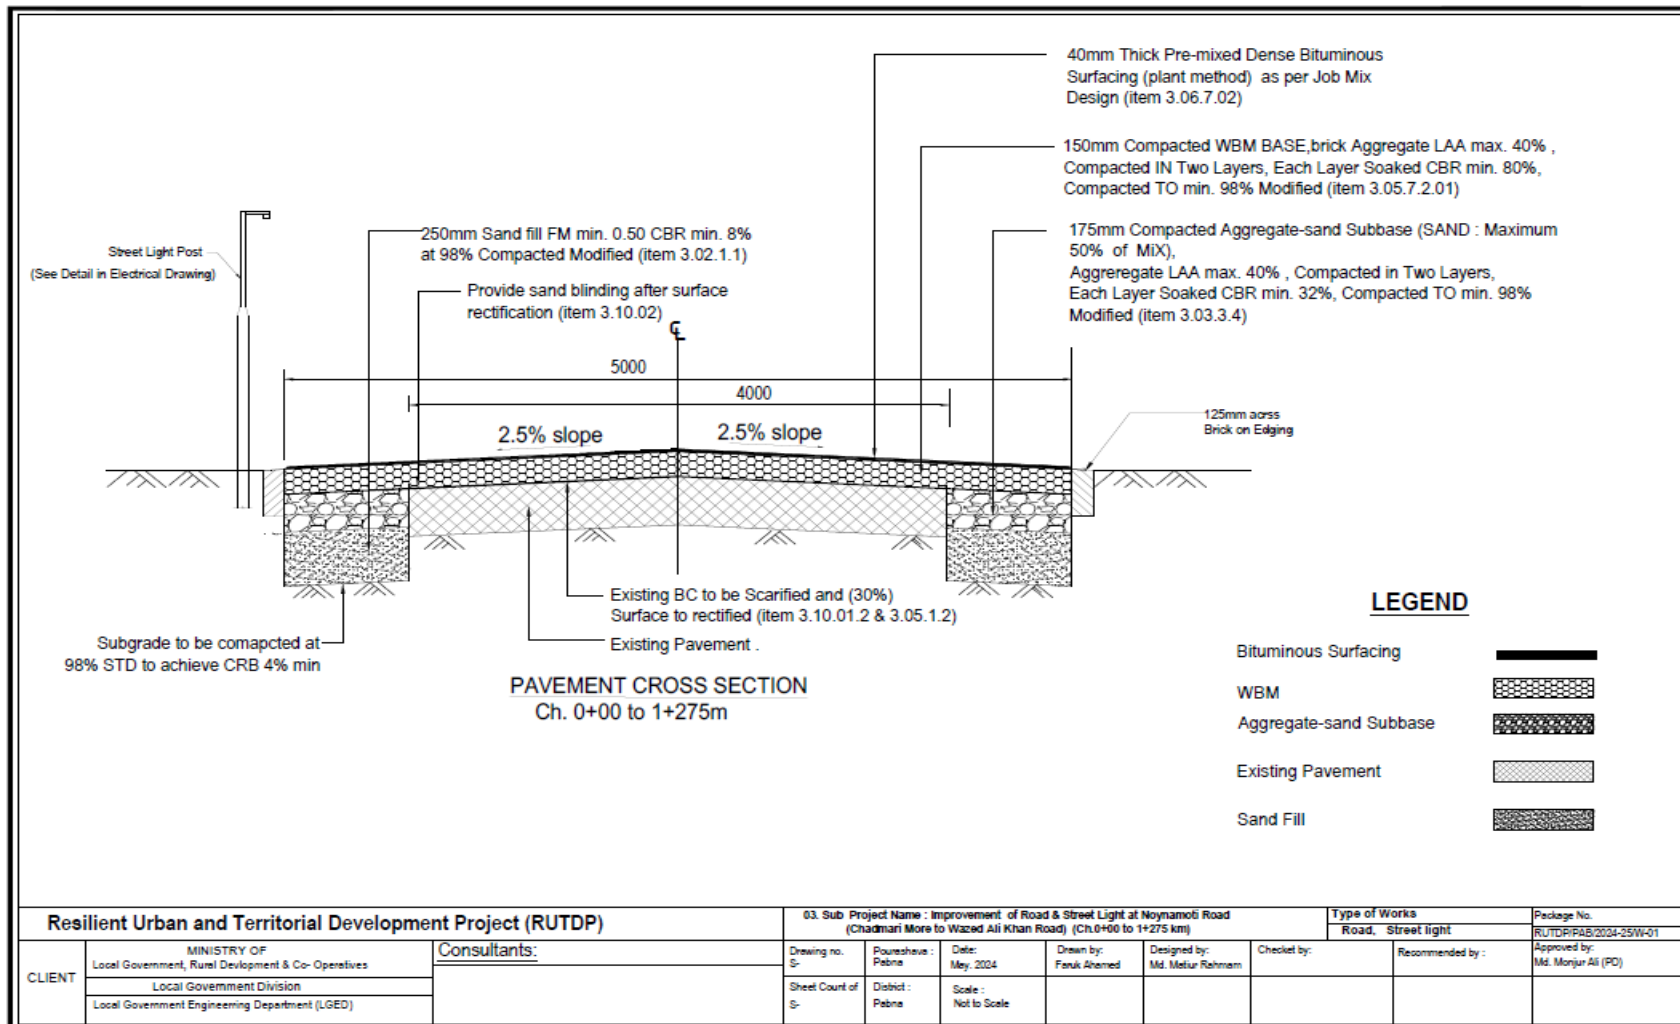 40mm Thick Pre-mixed Dense Bituminous
Surfacing (plant method) as per Job Mix
Design (item 3.06.7.02)
150mm Compacted WBM BASE,brick Aggregate LAA max. 40% ,
Compacted IN Two Layers, Each Layer Soaked CBR min. 80%,
Compacted TO min. 98% Modified (item 3.05.7.2.01)
175mm Compacted Aggregate-sand Subbase (SAND : Maximum
50% of MiX),
Aggreregate LAA max. 40% , Compacted in Two Layers,
Each Layer Soaked CBR min. 32%, Compacted TO min. 98%
Modified (item 3.03.3.4)
250mm Sand fill FM min. 0.50 CBR min. 8%
at 98% Compacted Modified (item 3.02.1.1)
Street Light Post
(See Detail in Electrical Drawing)
Provide sand blinding after surface
rectification (item 3.10.02)
5000
4000
125mm acrss
Brick on Edging
2.5% slope
2.5% slope
Existing BC to be Scarified and (30%)
Surface to rectified (item 3.10.01.2 & 3.05.1.2)
Existing Pavement .
Subgrade to be comapcted at
98% STD to achieve CRB 4% min
PAVEMENT CROSS SECTION
Ch. 0+00 to 1+275m
LEGEND
Bituminous Surfacing
WBM
Aggregate-sand Subbase
Existing Pavement
Sand Fill
Resilient Urban and Territorial Development Project (RUTDP)
CLIENT
MINISTRY OF
Local Government, Rural Devlopment & Co- Operatives
Local Government Division
Local Government Engineering Department (LGED)
Consultants:
03. Sub Project Name : Improvement of Road & Street Light at Noynamoti Road
(Chadmari More to Wazed Ali Khan Road) (Ch.0+00 to 1+275 km)
Type of Works
Road, Street light
Package No.
RUTDP/PAB/2024-25/W-01
Drawing no.
S-
Pourashava :
Pabna
Date:
May. 2024
Drawn by:
Faruk Ahamed
Designed by:
Md. Matiur Rahmam
Checket by:
Recommended by :
Approved by:
Md. Monjur Ali (PD)
Sheet Count of
S-
District :
Pabna
Scale :
Not to Scale